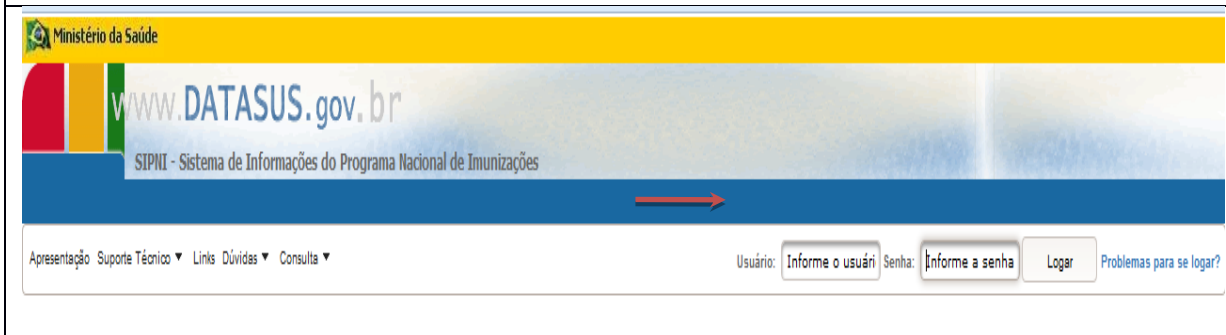 Ministério da Saúde
www.DATASUS.gov.br
SIPNI - Sistema de Informações do Programa Nacional de Imunizações
Apresentação Suporte Técnico ▼ Links Dúvidas ▼ Consulta ▼ Usuário: Informe o usuári Senha: Informe a senha Logar Problemas para se logar?